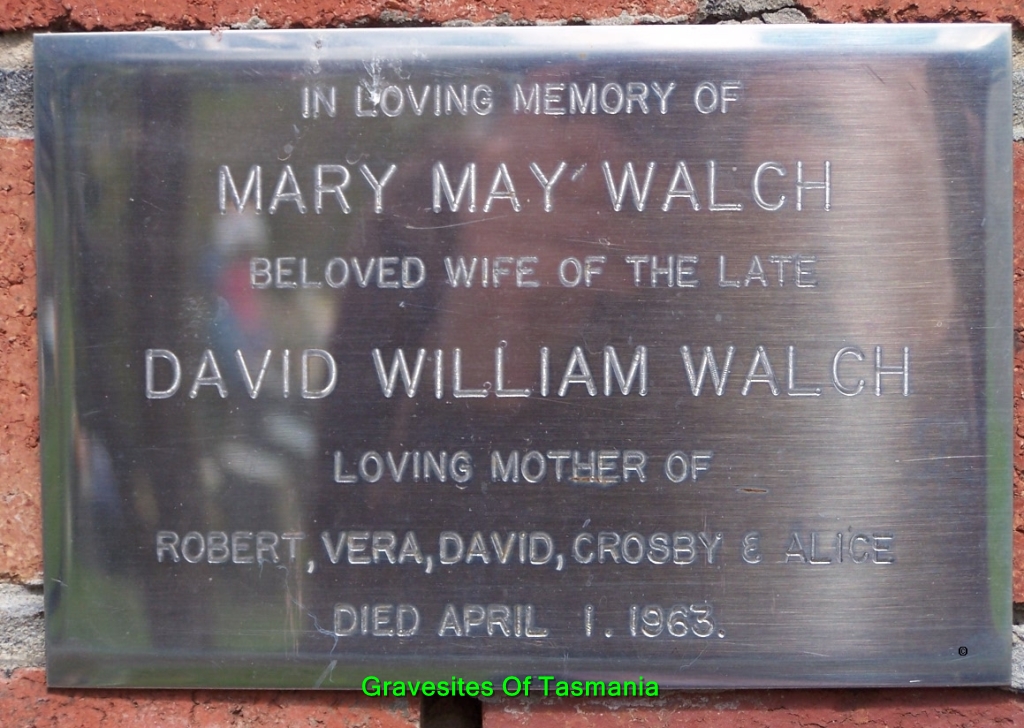 IN LOVING MEMORY OF
MARY MAY WALCH
BELOVED WIFE OF THE LATE
DAVID WILLIAM WALCH
LOVING MOTHER OF
ROBERT, VERA, DAVID, CROSBY & ALICE
DIED APRIL 1. 1963.
©
Gravesites Of Tasmania